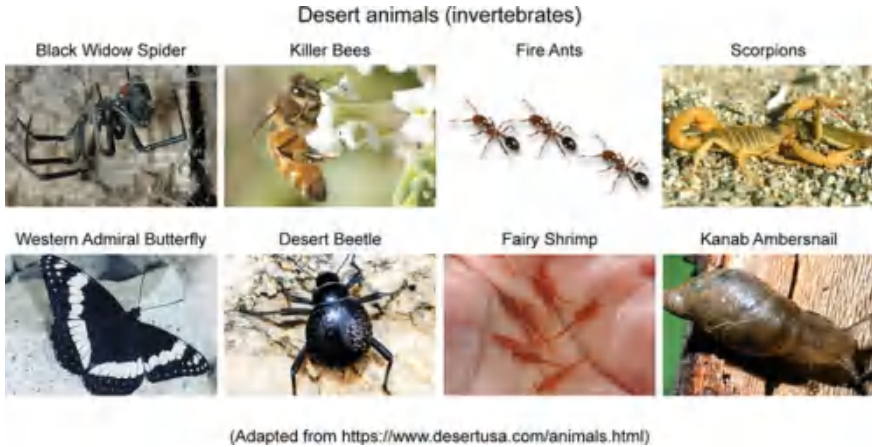 Desert animals (invertebrates)
Black Widow Spider
Killer Bees
Fire Ants
Scorpions
Western Admiral Butterfly
Desert Beetle
Fairy Shrimp
Kanab Ambersnail
(Adapted from https://www.desertusa.com/animals.html)